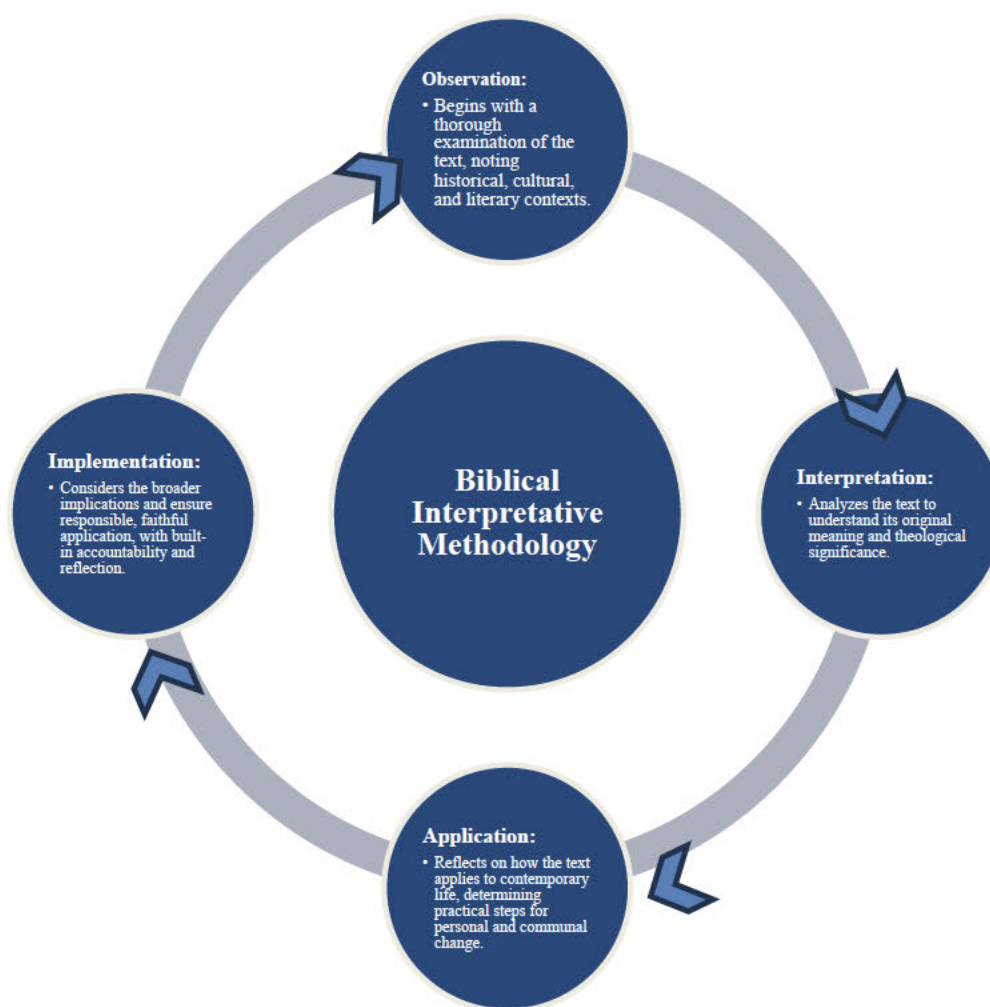 Observation:
• Begins with a
thorough
examination of the
text, noting
historical, cultural,
and literary contexts.
Interpretation:
• Analyzes the text to
understand its original
meaning and theological
significance.
Application:
• Reflects on how the text
applies to contemporary
life, determining
practical steps for
personal and communal
change.
Implementation:
• Considers the broader
implications and ensure
responsible, faithful
application, with built-
in accountability and
reflection.
Biblical
Interpretative
Methodology